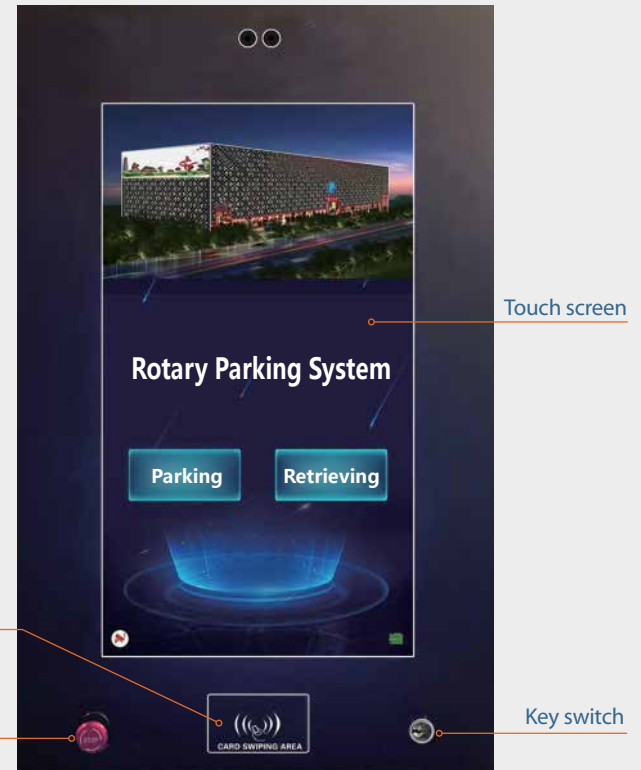 Touch screen
Rotary Parking System
Parking
Retrieving
CARD SWIPING AREA
Key switch